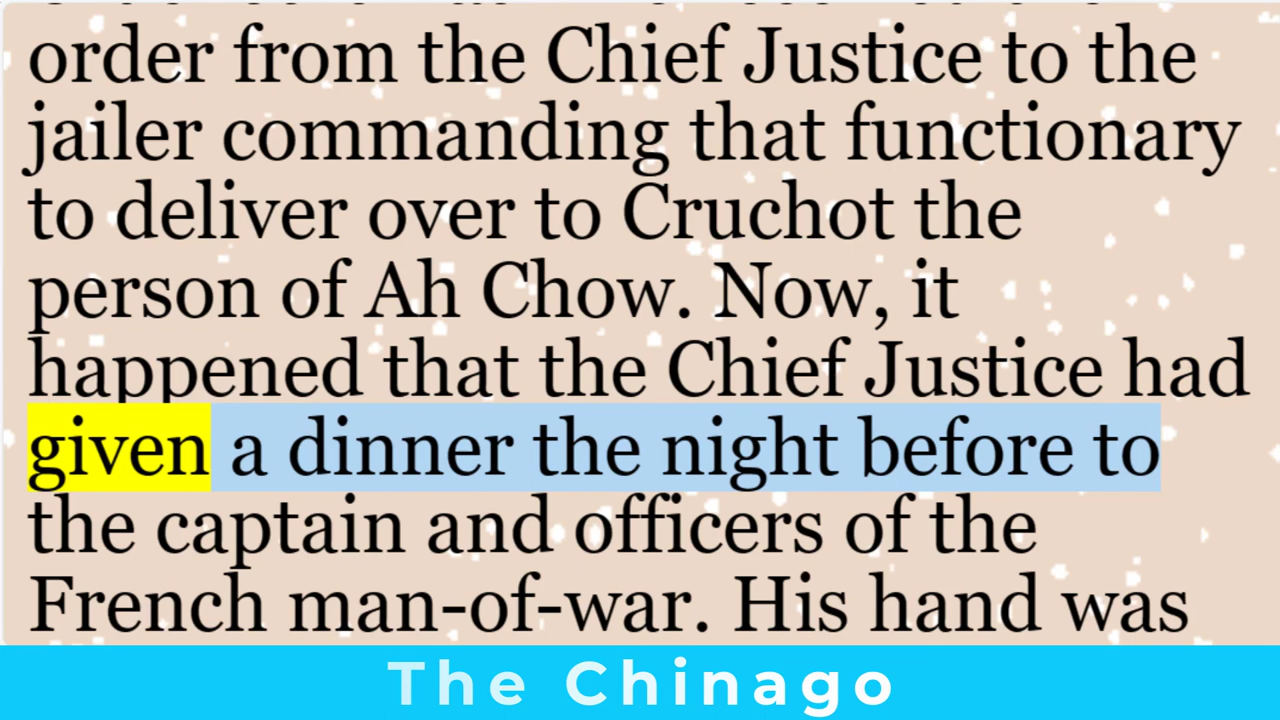 order from the Chief Justice to the
jailer commanding that functionary
to deliver over to Cruchot the
person of Ah Chow. Now, it
happened that the Chief Justice had
given a dinner the night before to
the captain and officers of the
French man-of-war. His hand was
The Chinago